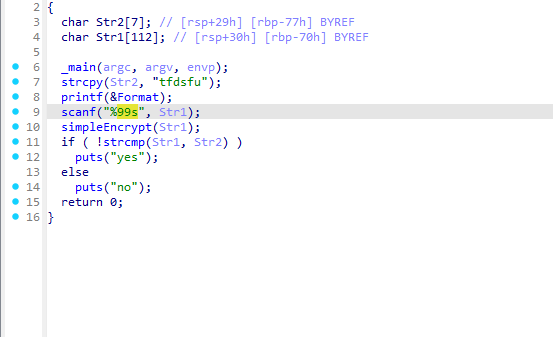 2 {
3 char Str2[7]; // [rsp+29h] [rbp-77h] BYREF
4 char Str1[112]; // [rsp+30h] [rbp-70h] BYREF
5
6 _main(argc, argv, envp);
7 strcpy(Str2, "tfdsfu");
8 printf(&Format);
9 scanf("%99s", Str1);
10 simpleEncrypt(Str1);
11 if ( !strcmp(Str1, Str2) )
12 puts("yes");
13 else
14 puts("no");
15 return 0;
16 }